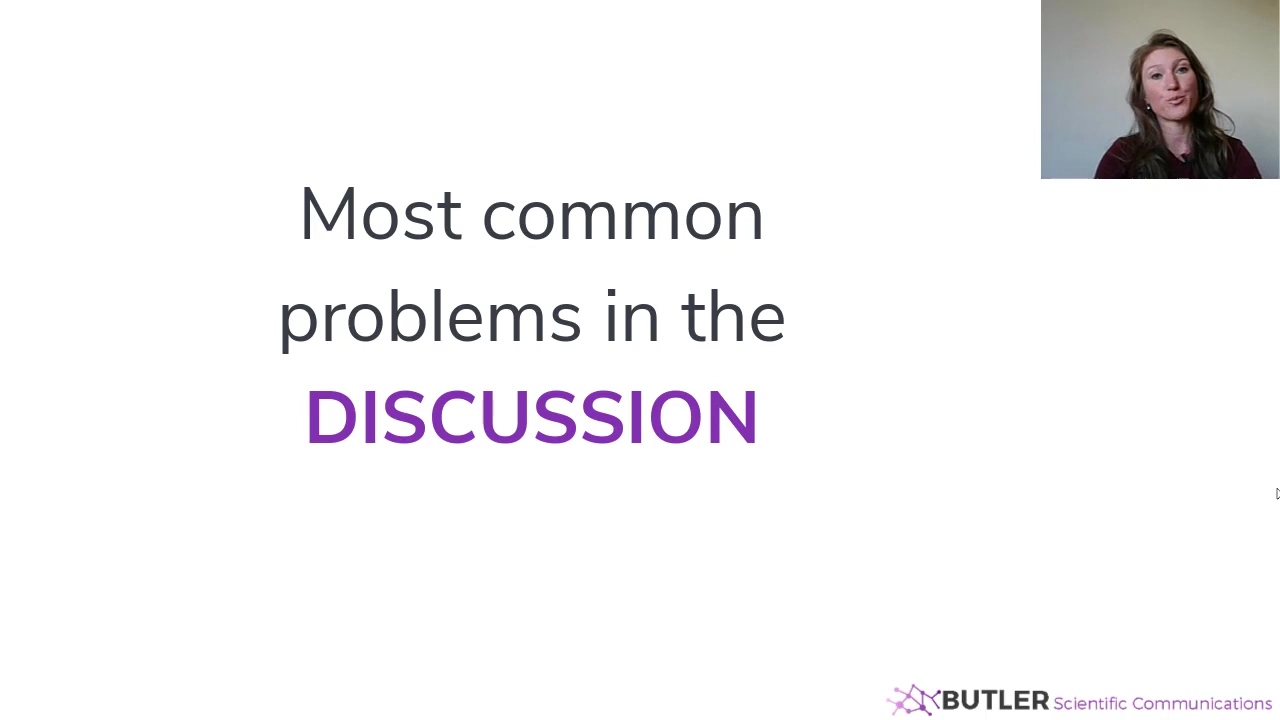 Most common
problems in the
DISCUSSION
BUTLER Scientific Communications